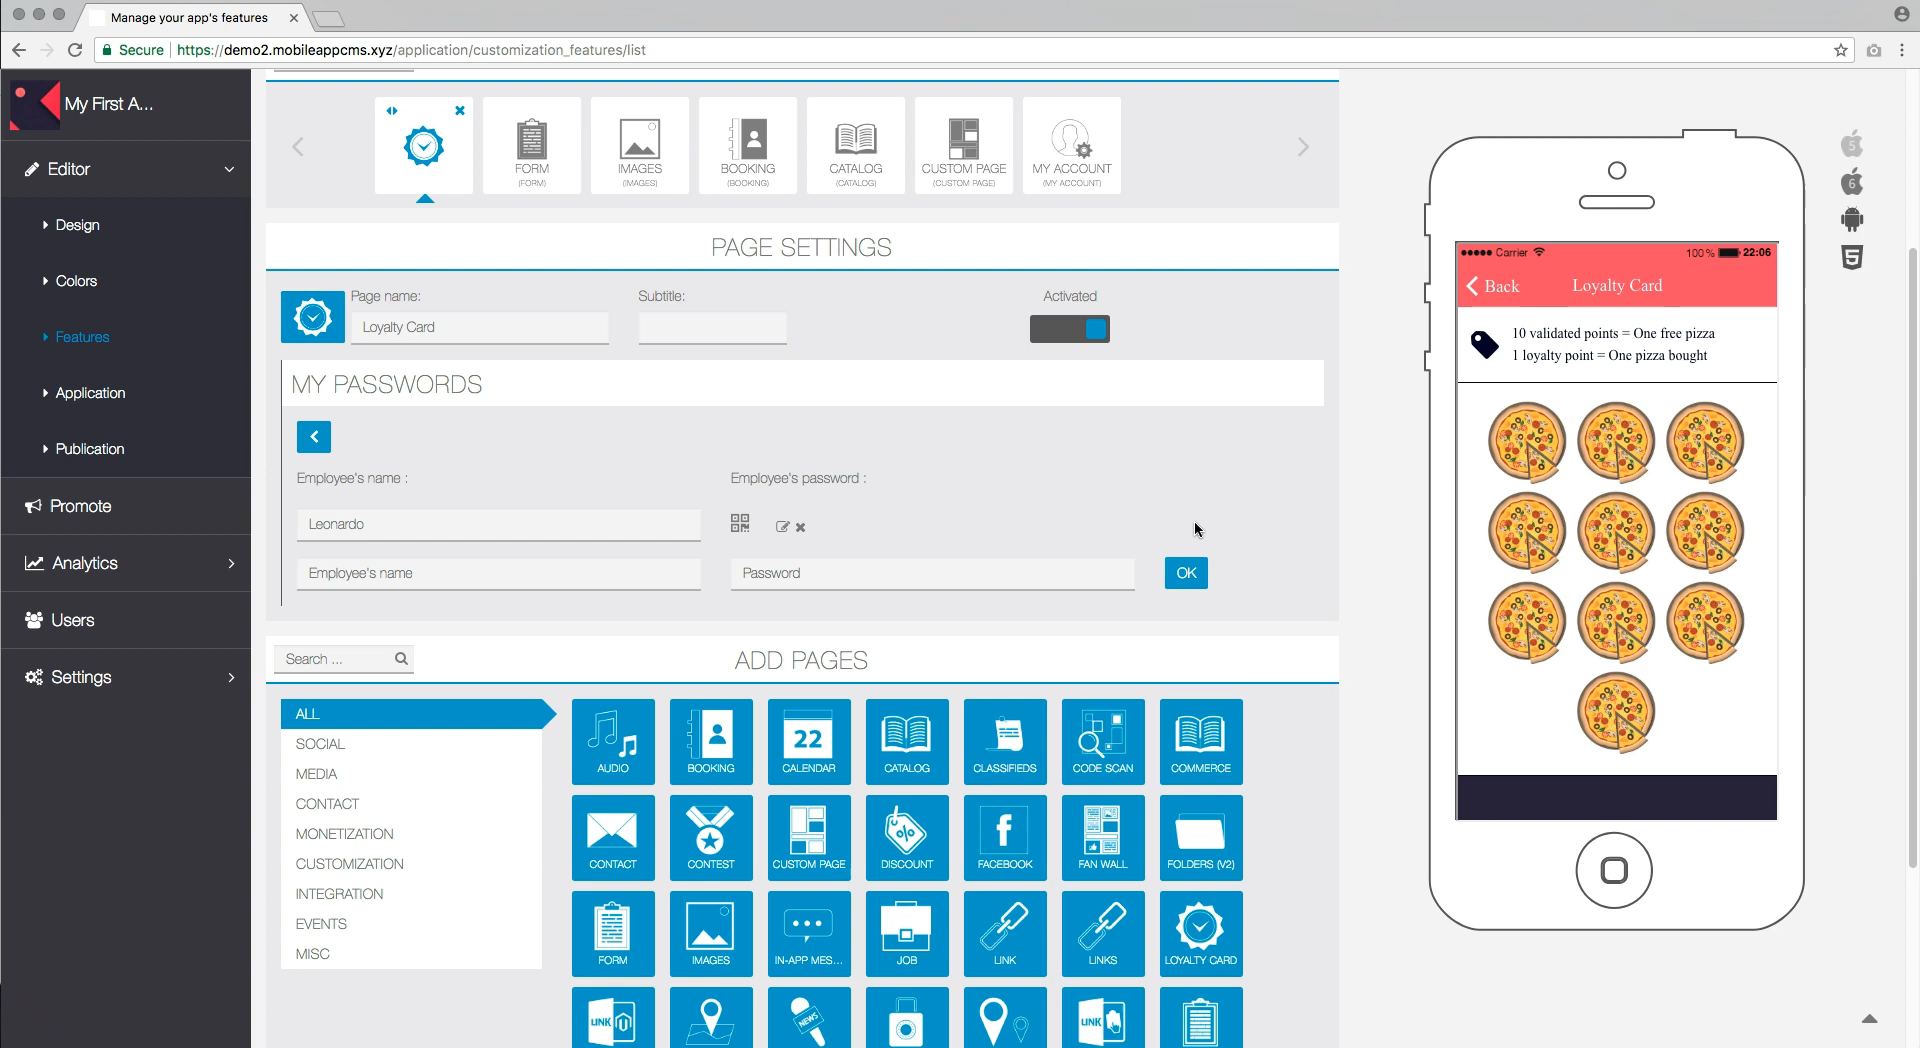 Manage your app's features
Secure https://demo2.mobileappcms.xyz/application/customization_features/list
My First A...
Editor
Design
Colors
Features
Application
Publication
Promote
Analytics
Users
Settings
FORM
(FORM)
IMAGES
(IMAGES)
BOOKING
(BOOKING)
CATALOG
(CATALOG)
CUSTOM PAGE
(CUSTOM PAGE)
MY ACCOUNT
(MY ACCOUNT)
PAGE SETTINGS
Page name:
Subtitle:
Activated
Loyalty Card
MY PASSWORDS
Employee's name :
Employee's password :
Leonardo
Employee's name
Password
OK
Search ...
ADD PAGES
ALL
SOCIAL
MEDIA
CONTACT
MONETIZATION
CUSTOMIZATION
INTEGRATION
EVENTS
MISC
AUDIO
BOOKING
22
CALENDAR
CATALOG
CLASSIFIEDS
CODE SCAN
COMMERCE
CONTACT
CONTEST
CUSTOM PAGE
%
DISCOUNT
f
FACEBOOK
FAN WALL
FOLDERS (V2)
FORM
IMAGES
IN-APP MES...
JOB
LINK
LINKS
LOYALTY CARD
LINK
NEWS
LINK
Carrier
100%
22:06
Back
Loyalty Card
10 validated points = One free pizza
1 loyalty point = One pizza bought
5
6
5